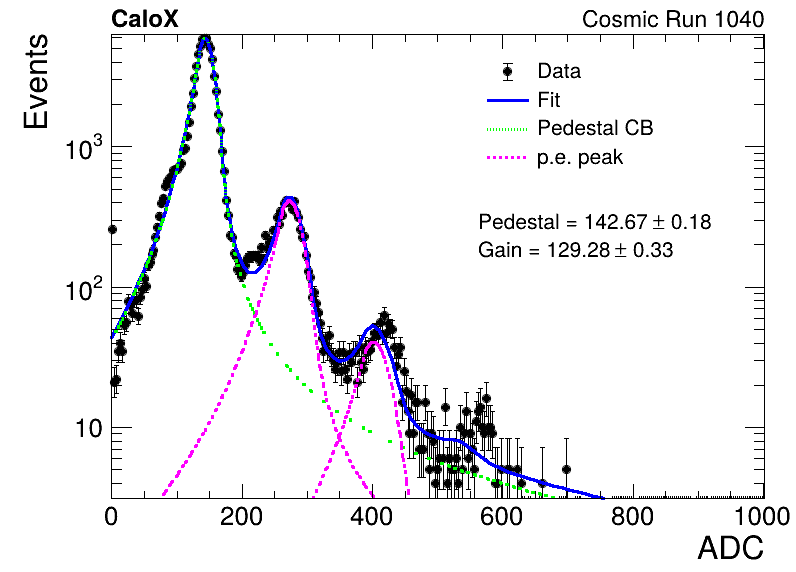 CaloX Cosmic Run 1040
Events
Data
Fit
Pedestal CB
p.e. peak
Pedestal = 142.67 ± 0.18
Gain = 129.28 ± 0.33
10³
10²
10
0 200 400 600 800 1000
ADC